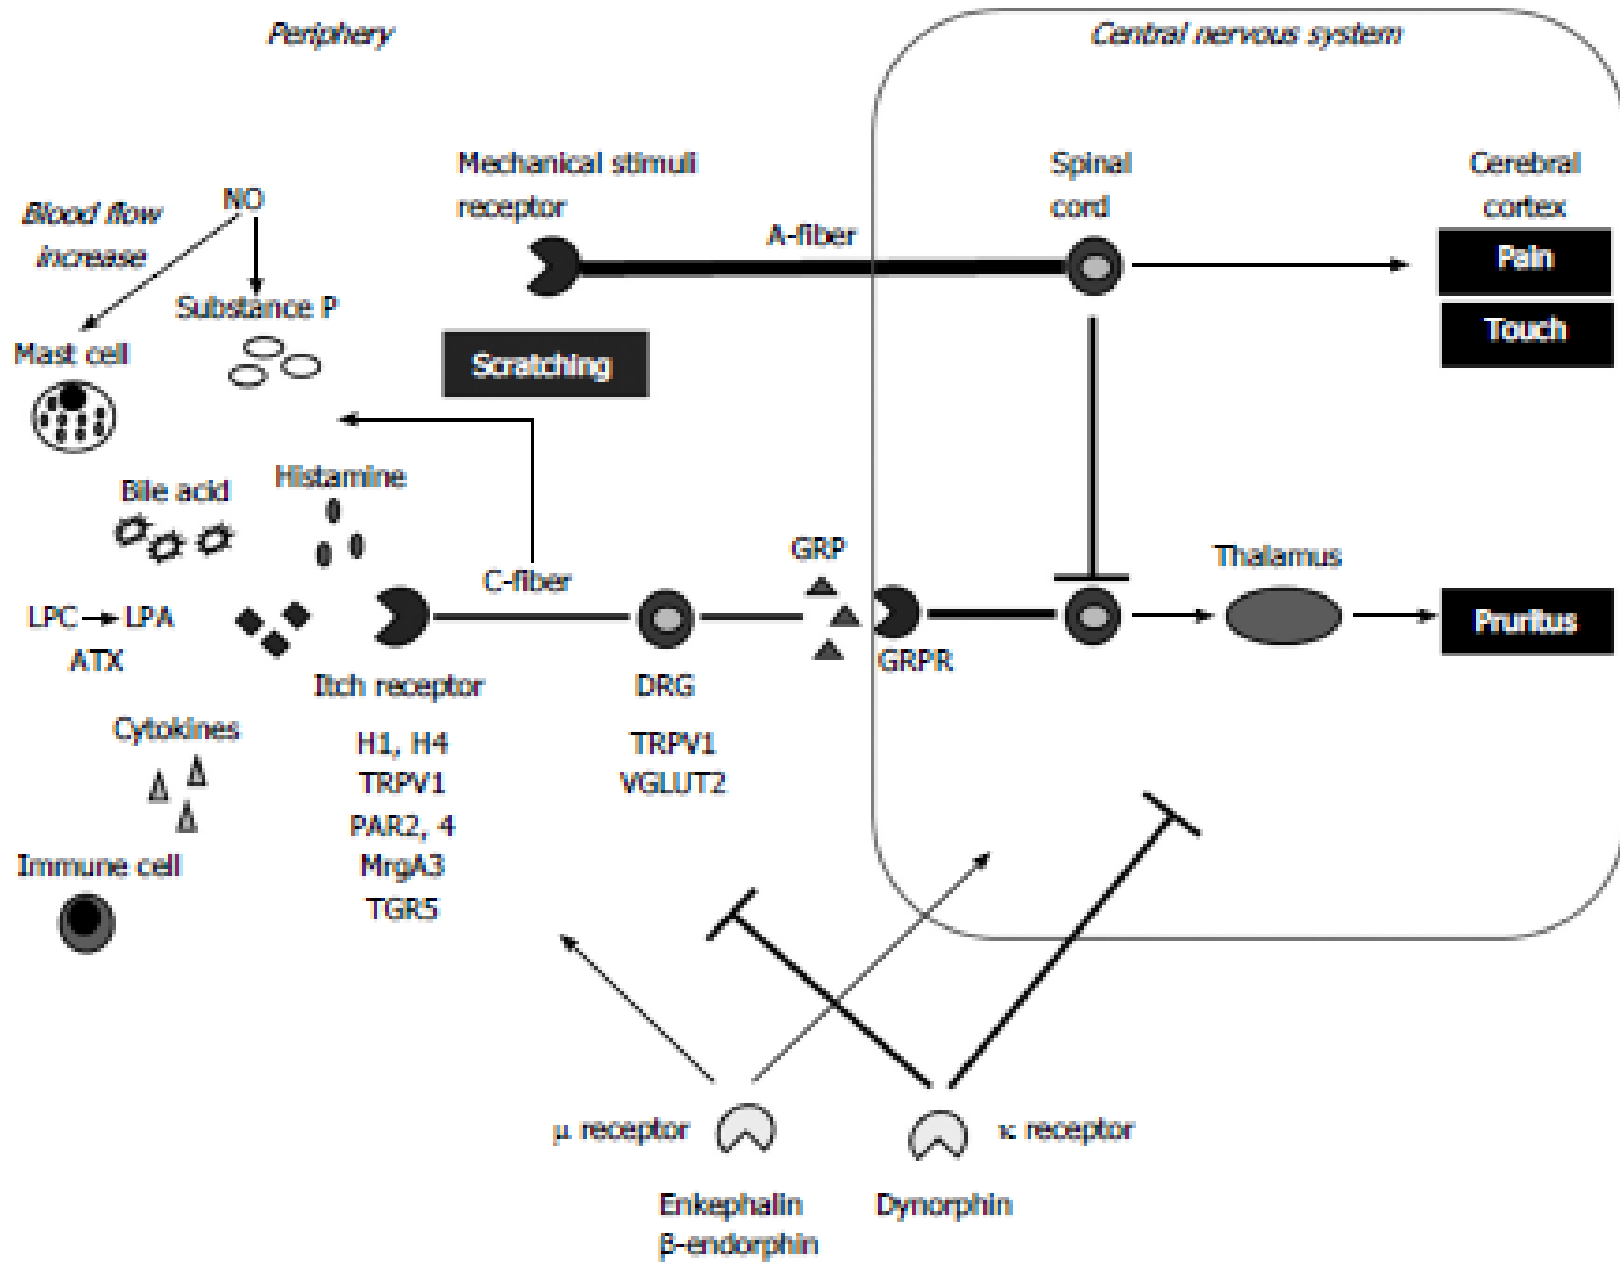 Periphery
Central nervous system
Mechanical stimuli
receptor
Spinal
cord
Cerebral
cortex
NO
Blood flow
increase
A-fiber
Pain
Touch
Substance P
Mast cell
Scratching
Histamine
Bile acid
C-fiber
GRP
Thalamus
LPC
LPA
ATX
Pruritus
GRPR
Itch receptor
DRG
Cytokines
H1, H4
TRPV1
PAR2, 4
MrgA3
TGR5
TRPV1
VGLUT2
Immune cell
μ receptor
κ receptor
Enkephalin
β-endorphin
Dynorphin